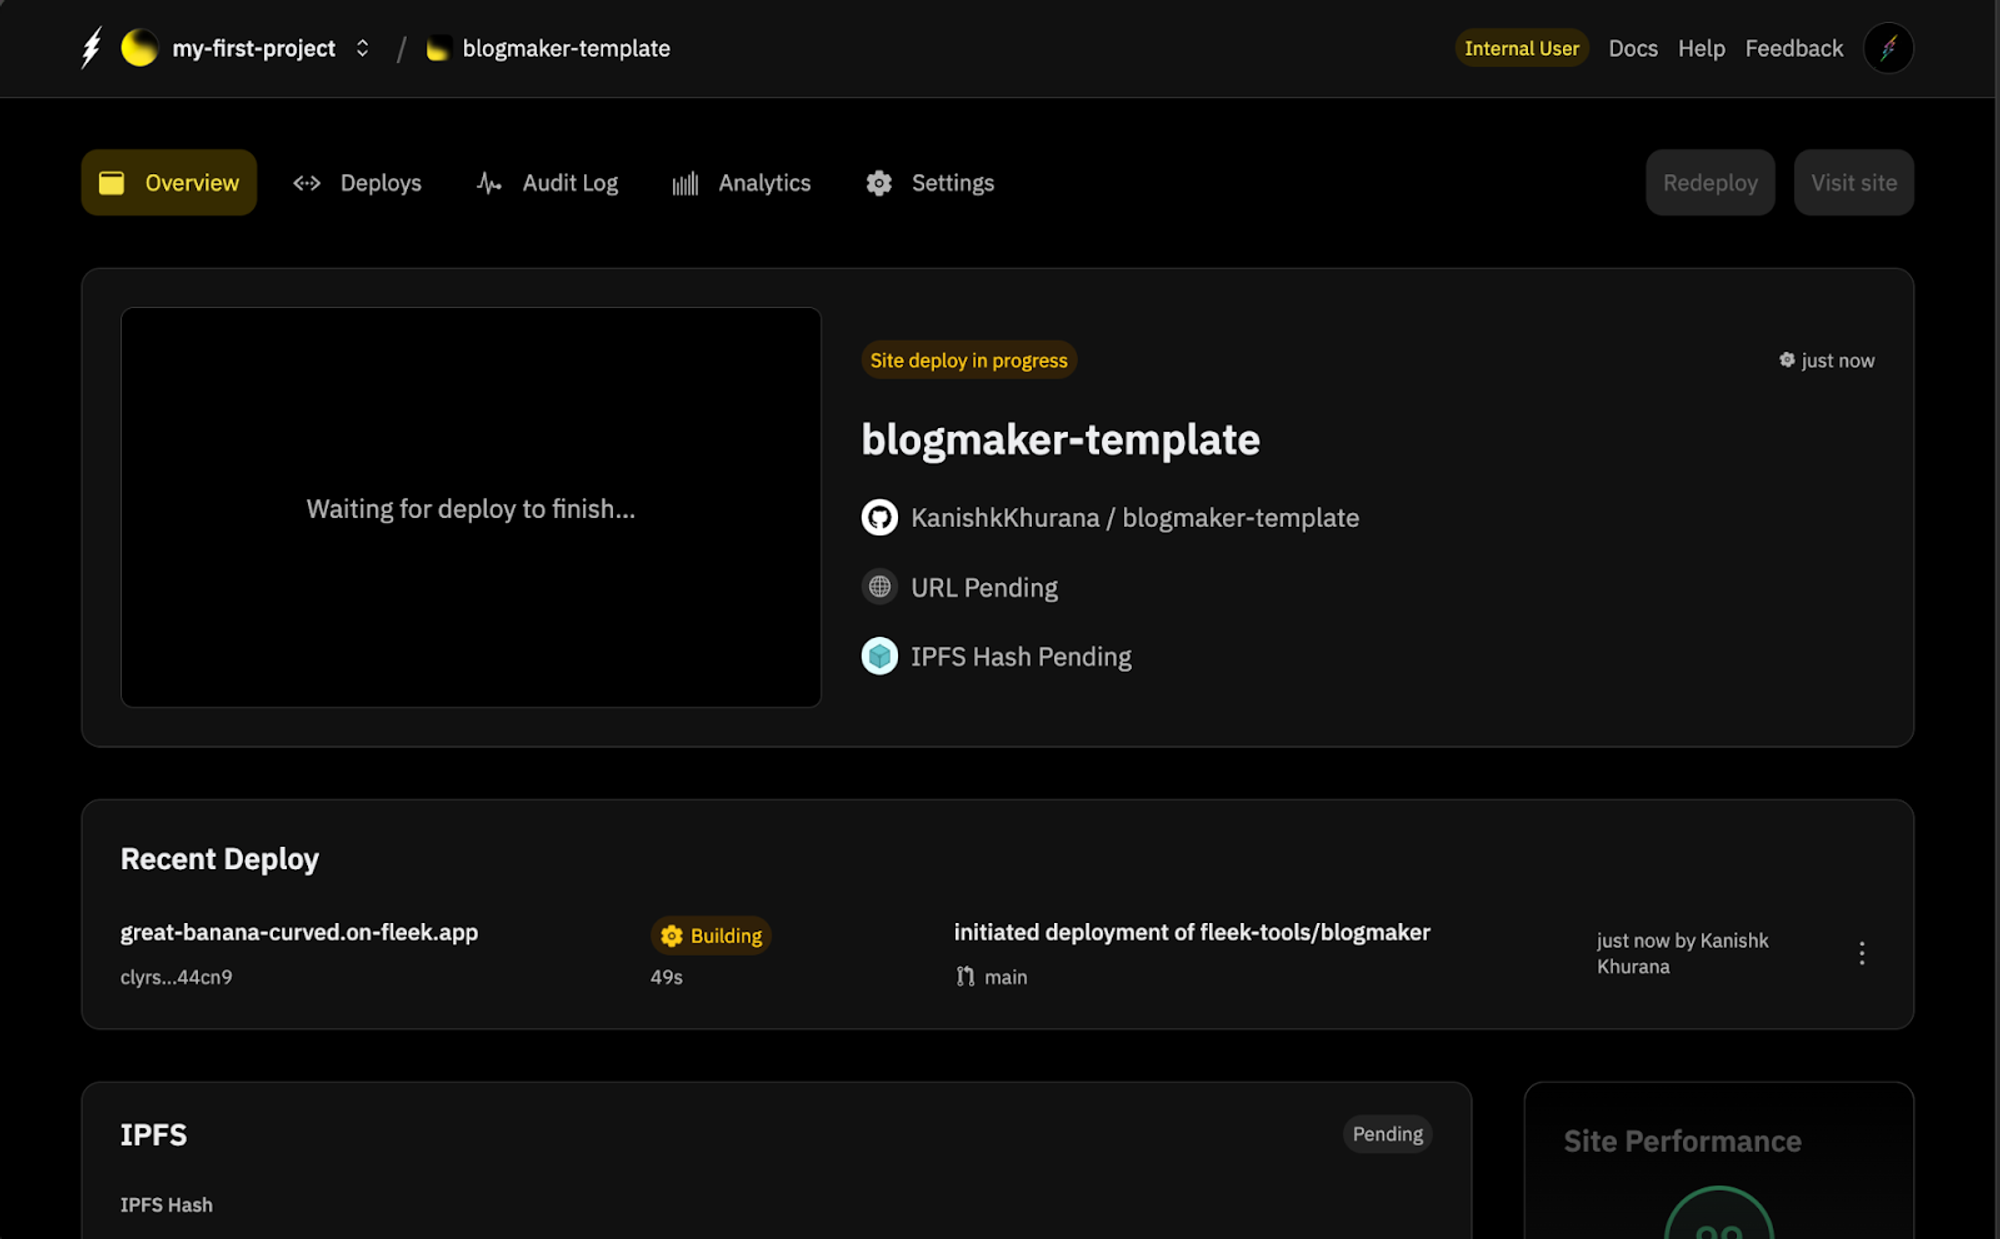 my-first-project / blogmaker-template
Internal User Docs Help Feedback
Overview Deploys Audit Log Analytics Settings Redeploy Visit site
Waiting for deploy to finish...
Site deploy in progress just now
blogmaker-template
KanishkKhurana / blogmaker-template
URL Pending
IPFS Hash Pending
Recent Deploy
great-banana-curved.on-fleek.app Building initiated deployment of fleek-tools/blogmaker
just now by Kanishk
Khurana
clyrs...44cn9 49s main
IPFS Pending
IPFS Hash
Site Performance